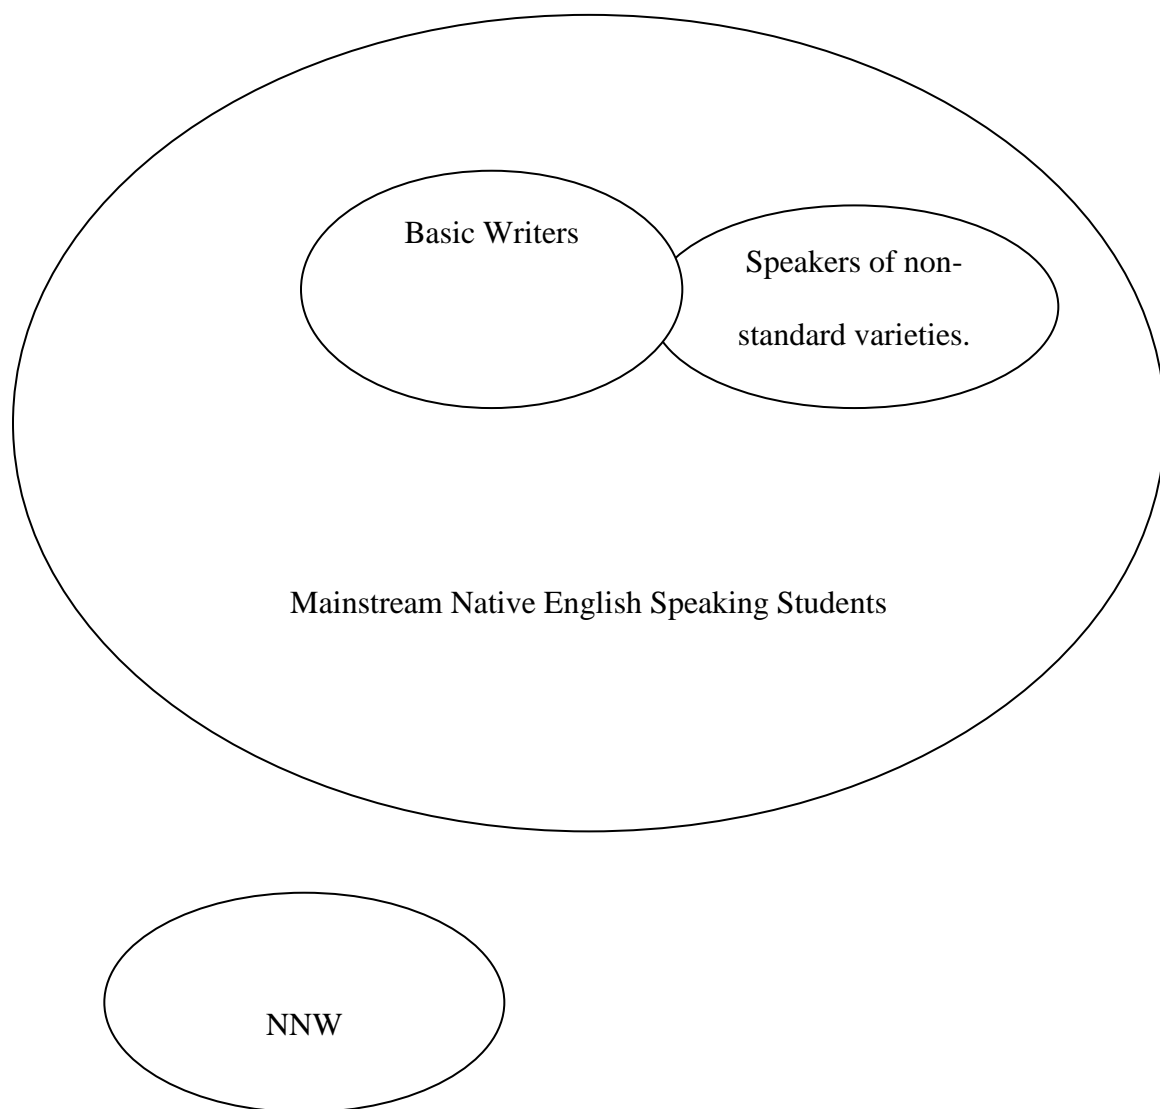 Basic Writers
Speakers of non-
standard varieties.
Mainstream Native English Speaking Students
NNW